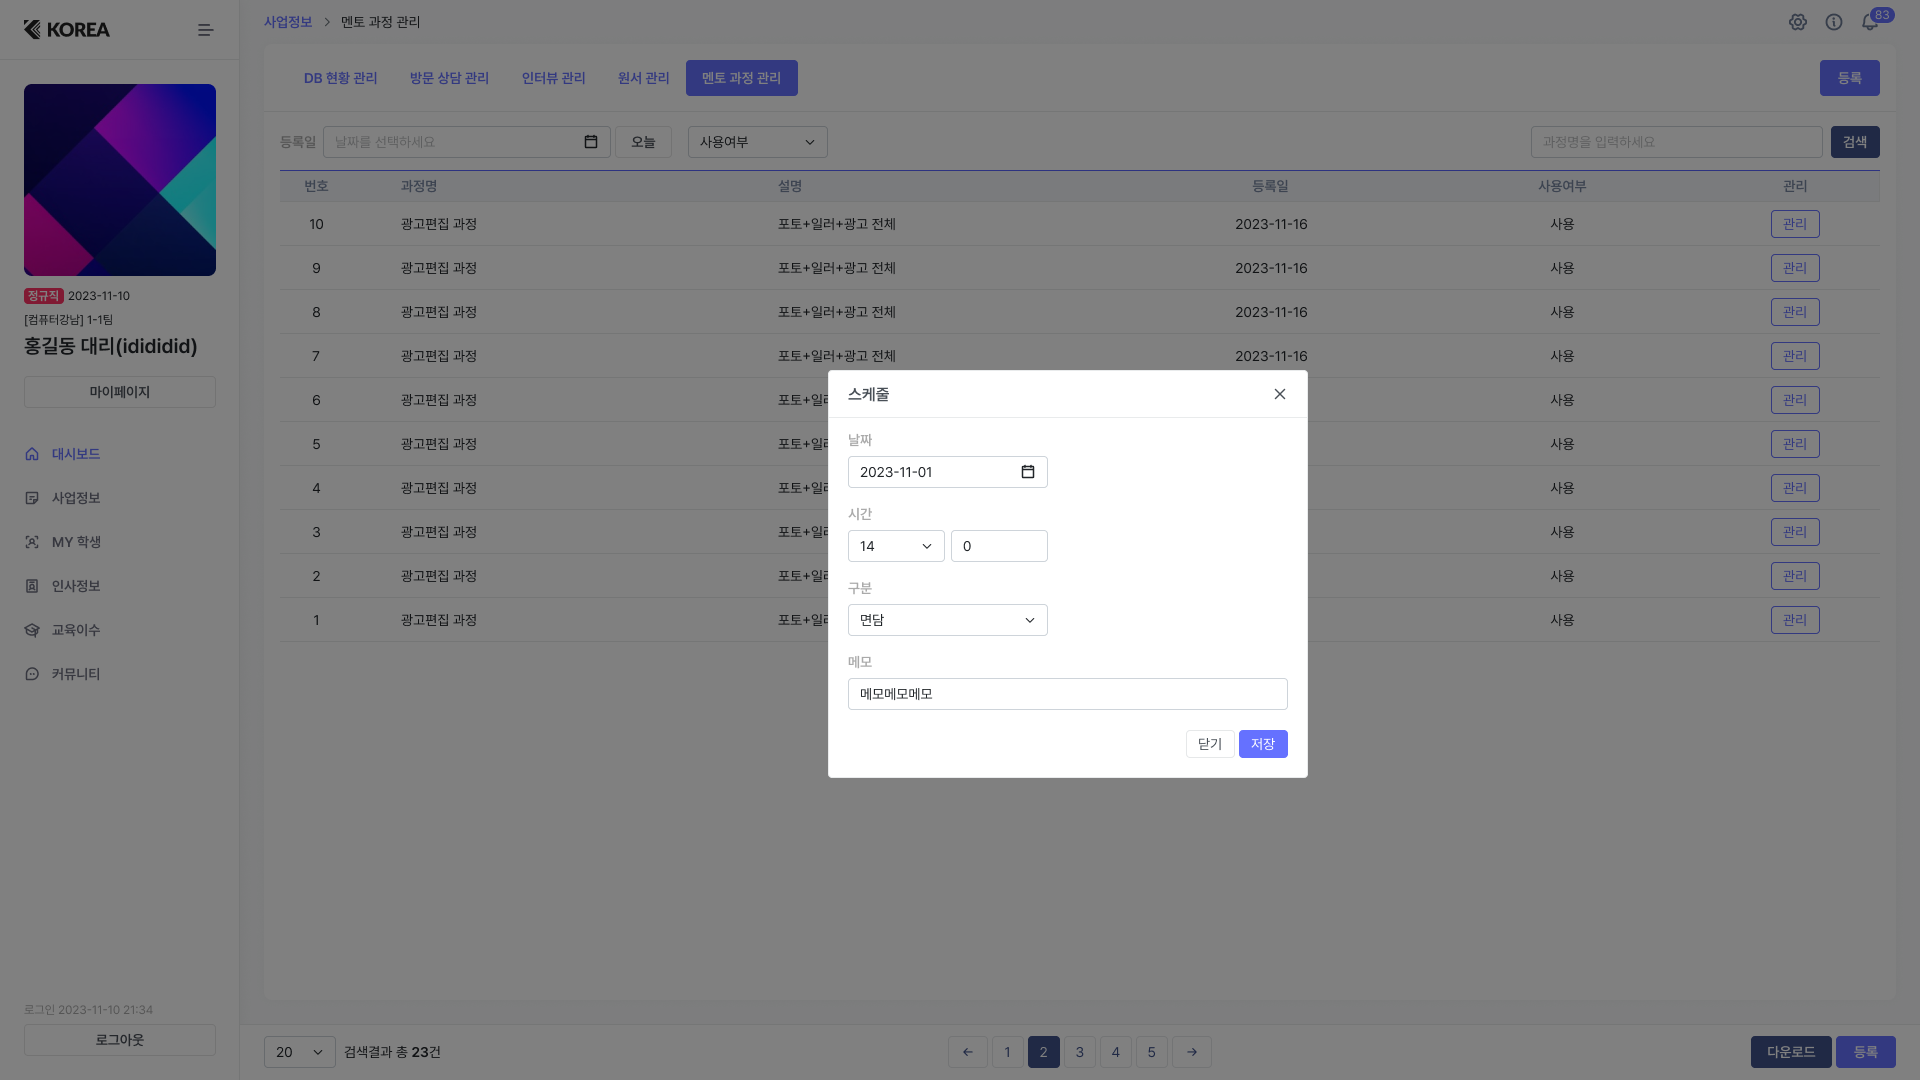 KOREA
사업정보 > 멘토 과정 관리
83
DB 현황 관리 방문 상담 관리 인터뷰 관리 원서 관리 멘토 과정 관리 등록
등록일 날짜를 선택하세요 오늘 사용여부 과정명을 입력하세요 검색
번호 과정명 설명 등록일 사용여부 관리
10 광고편집 과정 포토+일러+광고 전체 2023-11-16 사용 관리
9 광고편집 과정 포토+일러+광고 전체 2023-11-16 사용 관리
8 광고편집 과정 포토+일러+광고 전체 2023-11-16 사용 관리
7 광고편집 과정 포토+일러+광고 전체 2023-11-16 사용 관리
6 광고편집 과정 포토+일러 사용 관리
5 광고편집 과정 포토+일러 사용 관리
4 광고편집 과정 포토+일러 사용 관리
3 광고편집 과정 포토+일러 사용 관리
2 광고편집 과정 포토+일러 사용 관리
1 광고편집 과정 포토+일러 사용 관리
정규직 2023-11-10
[컴퓨터강남] 1-1팀
홍길동 대리(idididid)
마이페이지
대시보드
사업정보
MY 학생
인사정보
교육이수
커뮤니티
로그인 2023-11-10 21:34
로그아웃
스케줄
날짜
2023-11-01
시간
14 0
구분
면담
메모
메모메모메모
닫기 저장
20 검색결과 총 23건
← 1 2 3 4 5 →
다운로드 등록